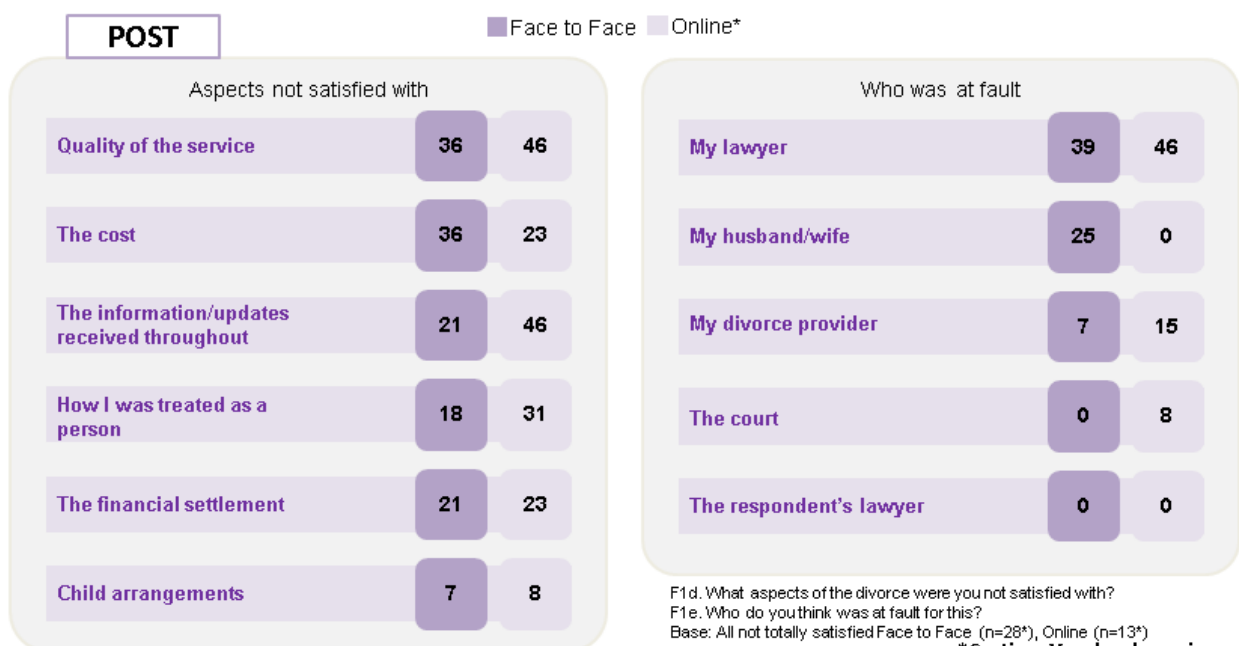 POST
Face to Face Online*
Aspects not satisfied with
Quality of the service 36 46
The cost 36 23
The information/updates
received throughout 21 46
How I was treated as a
person 18 31
The financial settlement 21 23
Child arrangements 7 8
Who was at fault
My lawyer 39 46
My husband/wife 25 0
My divorce provider 7 15
The court 0 8
The respondent's lawyer 0 0
F1d. What aspects of the divorce were you not satisfied with?
F1e. Who do you think was at fault for this?
Base: All not totally satisfied Face to Face (n=28*), Online (n=13*)